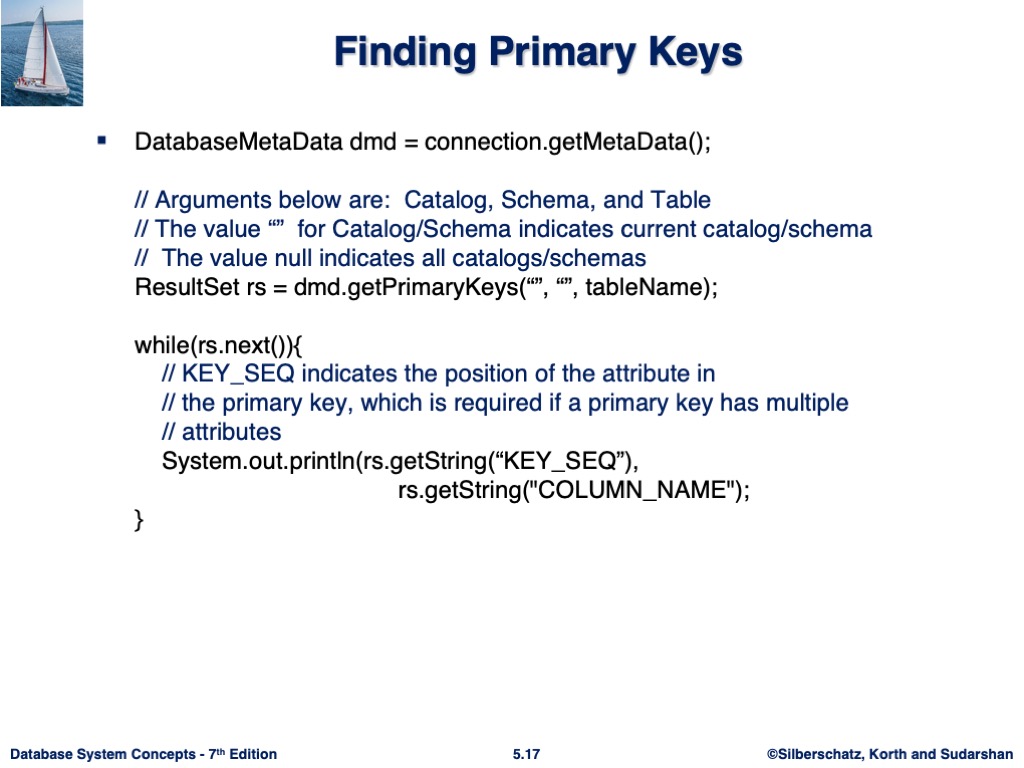 Finding Primary Keys
▪ DatabaseMetaData dmd = connection.getMetaData();
// Arguments below are:  Catalog, Schema, and Table
// The value “”  for Catalog/Schema indicates current catalog/schema
//  The value null indicates all catalogs/schemas
ResultSet rs = dmd.getPrimaryKeys(“”, “”, tableName);
while(rs.next()){
// KEY_SEQ indicates the position of the attribute in
// the primary key, which is required if a primary key has multiple
// attributes
System.out.println(rs.getString(“KEY_SEQ”),
rs.getString("COLUMN_NAME");
}
Database System Concepts - 7th Edition
5.17
©Silberschatz, Korth and Sudarshan